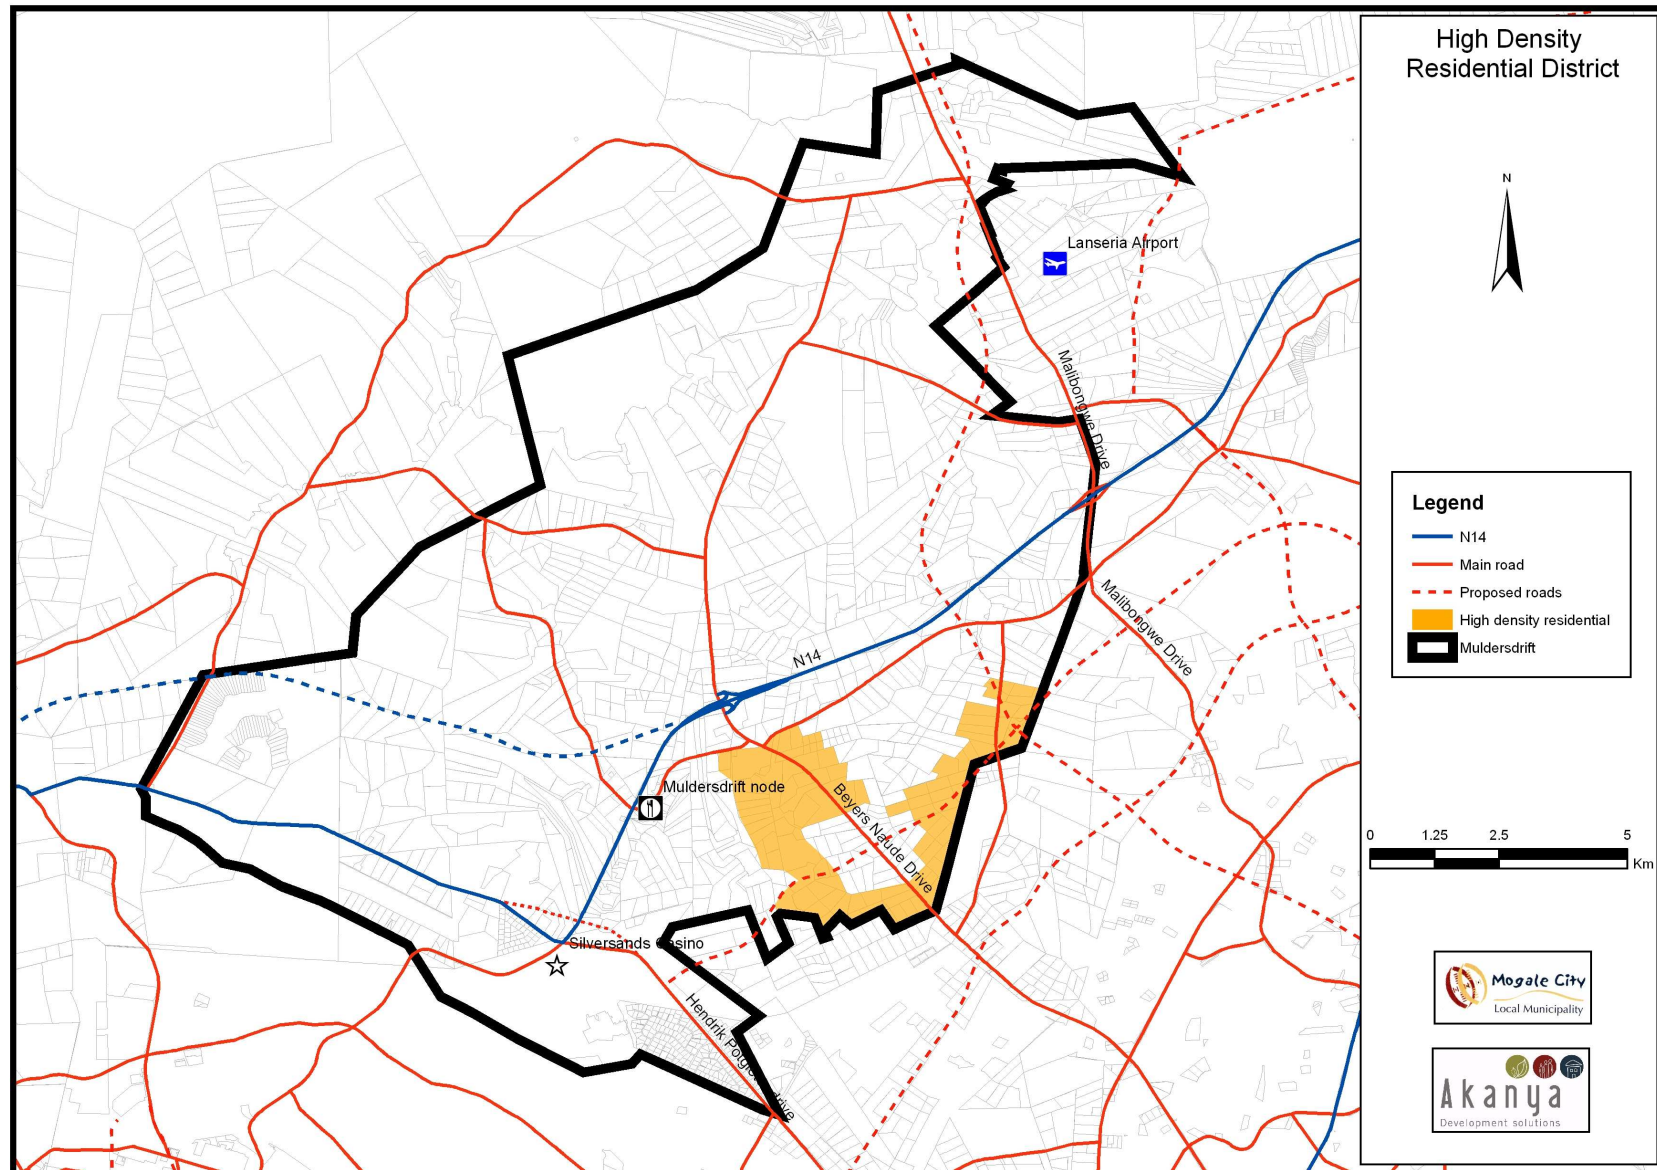 High Density
Residential District
N
Lanseria Airport
Malibongwe Drive
Malibongwe Drive
N14
Muldersdrift node
Beyers Naude Drive
Silversands
Hendrik
Legend
N14
Main road
Proposed roads
High density residential
Muldersdrift
0 1.25 2.5 5
Km
Mogale City
Local Municipality
Akanya
Development solutions